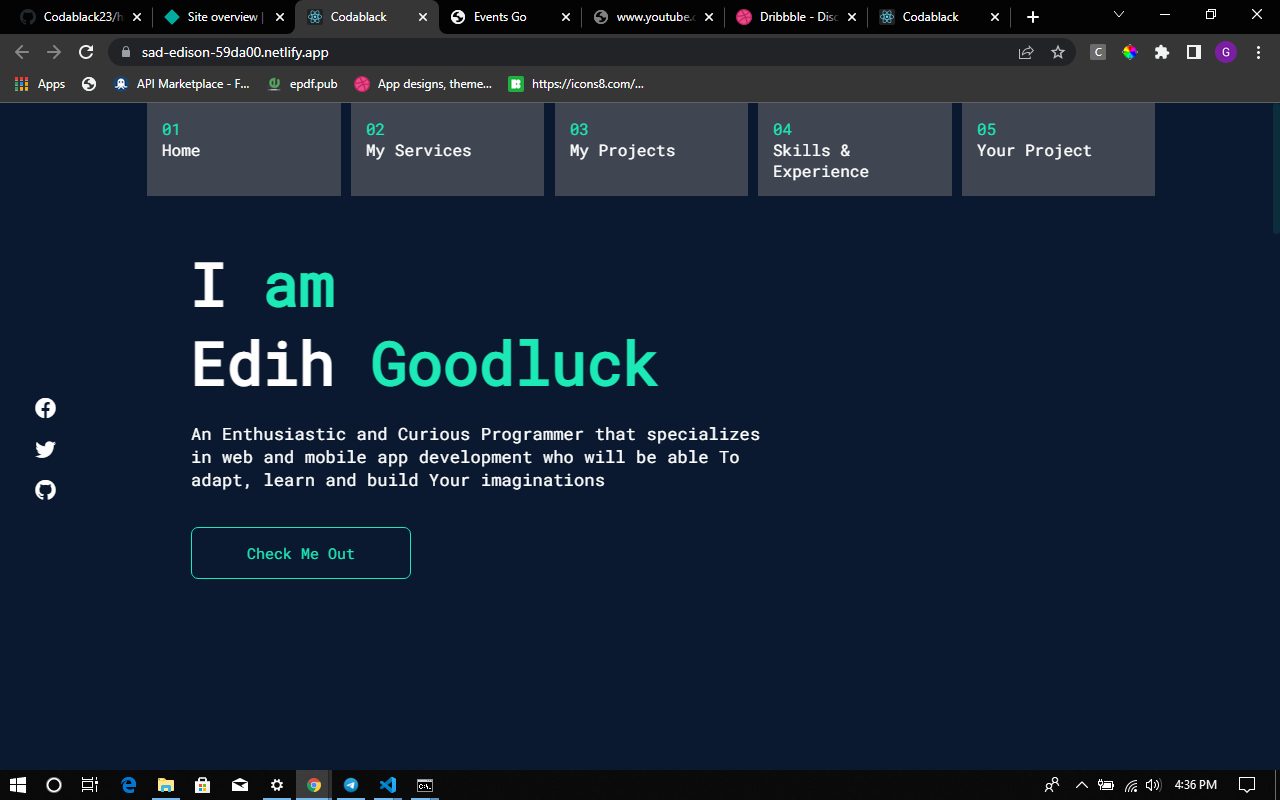 Codablack23/h
Site overview |
Codablack
Events Go
www.youtube.c
Dribbble - Disc
Codablack
sad-edison-59da00.netlify.app
C
G
Apps
API Marketplace - F...
epdf.pub
App designs, theme...
https://icons8.com/...
01
Home
02
My Services
03
My Projects
04
Skills &
Experience
05
Your Project
I am
Edih Goodluck
An Enthusiastic and Curious Programmer that specializes
in web and mobile app development who will be able To
adapt, learn and build Your imaginations
Check Me Out
4:36 PM